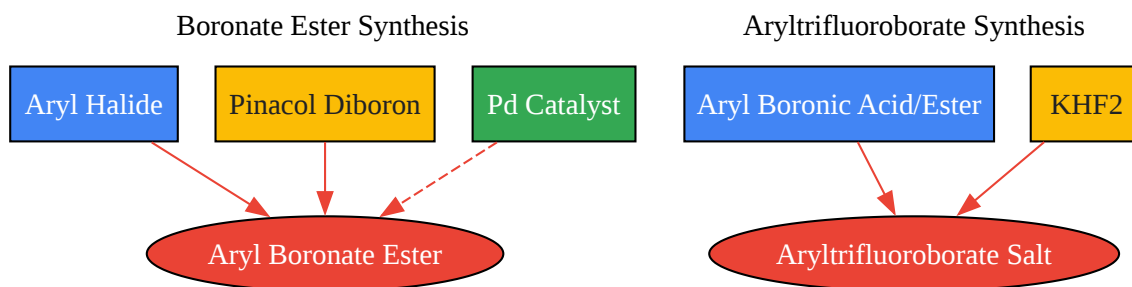 Boronate Ester Synthesis
Aryltrifluoroborate Synthesis
Aryl Halide
Pinacol Diboron
Pd Catalyst
Aryl Boronic Acid/Ester
KHF2
Aryl Boronate Ester
Aryltrifluoroborate Salt